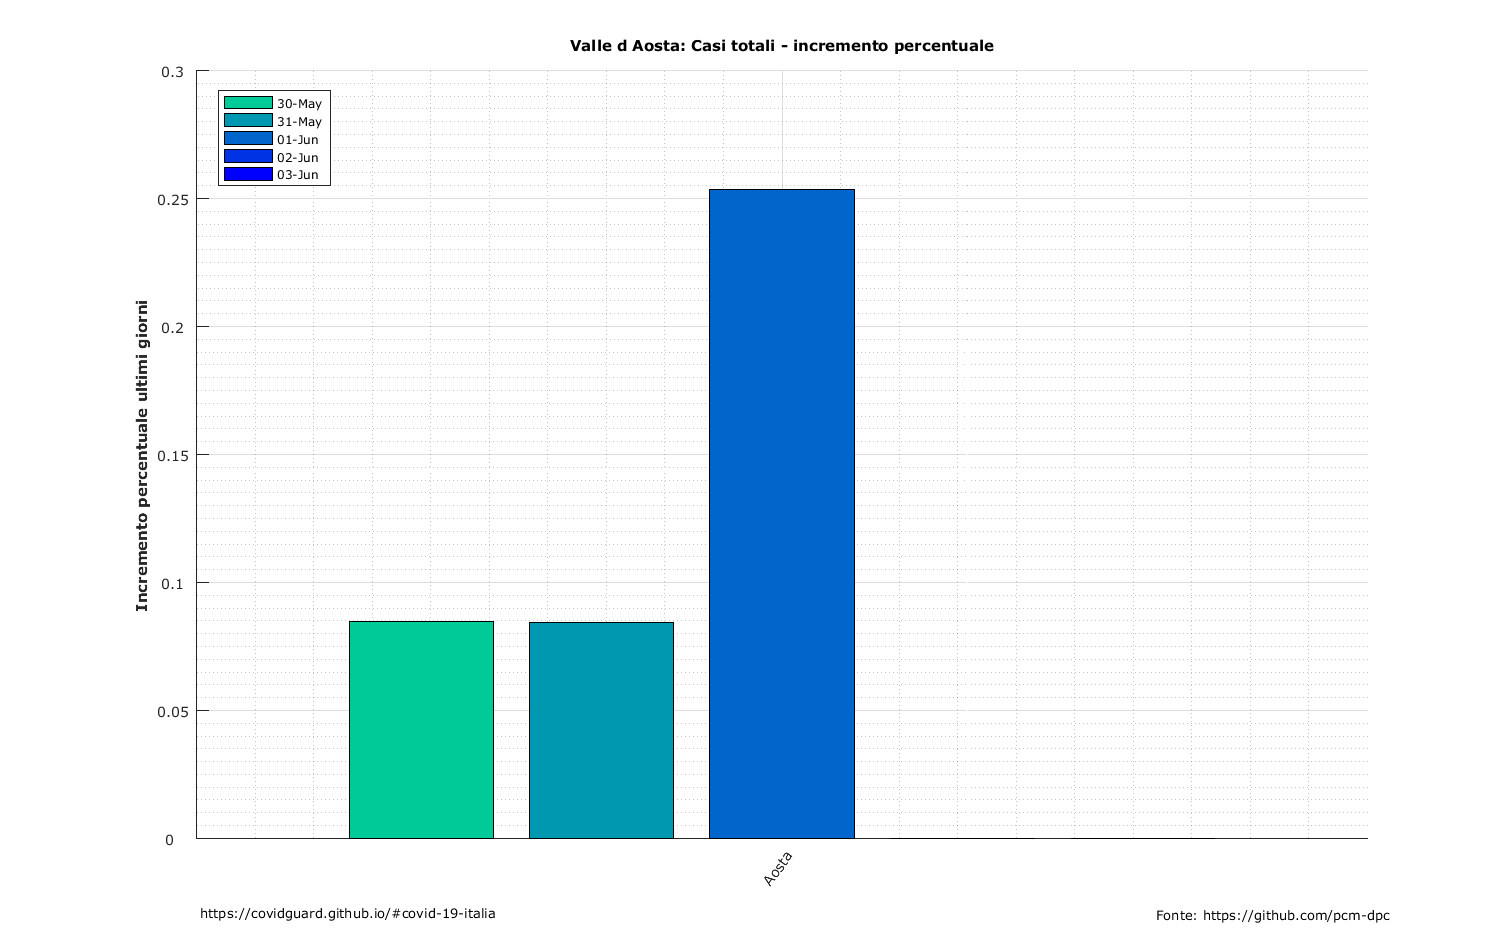 Valle d Aosta: Casi totali - incremento percentuale
0.3
30-May
31-May
01-Jun
02-Jun
03-Jun
0.25
0.2
0.15
0.1
0.05
0
Incremento percentuale ultimi giorni
Aosta
https://covidguard.github.io/#covid-19-italia
Fonte: https://github.com/pcm-dpc